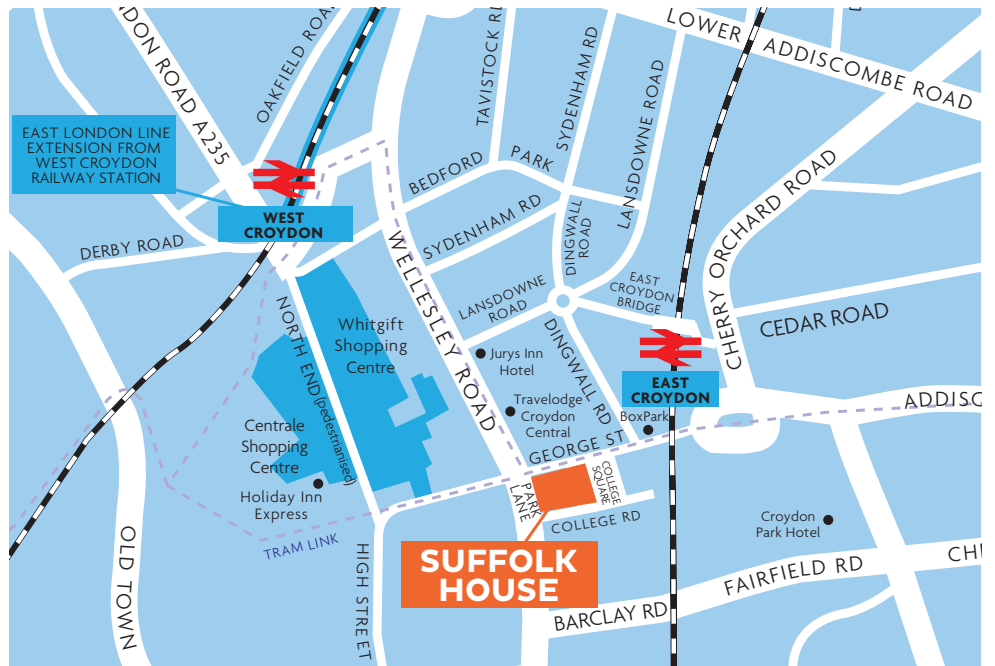 NDON ROAD A235
OAKFIELD ROAD
TAVISTOCK RD
SYDENHAM RD
LANSDOWNE ROAD
LOWER ADDISCOMBE ROAD
EAST LONDON LINE
EXTENSION FROM
WEST CROYDON
RAILWAY STATION
WEST
CROYDON
DERBY ROAD
BEDFORD PARK
SYDENHAM RD
DINGWALL
ROAD
CHERRY ORCHARD ROAD
WELLESLEY ROAD
LANSDOWNE
ROAD
EAST
CROYDON
BRIDGE
CEDAR ROAD
NORTH END (pedestrianised)
Whitgift
Shopping
Centre
Jurys Inn
Hotel
DINGWALL RD
EAST
CROYDON
Travelodge
Croydon
Central
BoxPark
ADDISC
Centrale
Shopping
Centre
GEORGE ST
Holiday Inn
Express
PARK
LANE
COLLEGE
SQUARE
COLLEGE RD
Croydon
Park Hotel
TRAM LINK
OLD TOWN
HIGH STREET
SUFFOLK
HOUSE
BARCLAY RD
FAIRFIELD RD